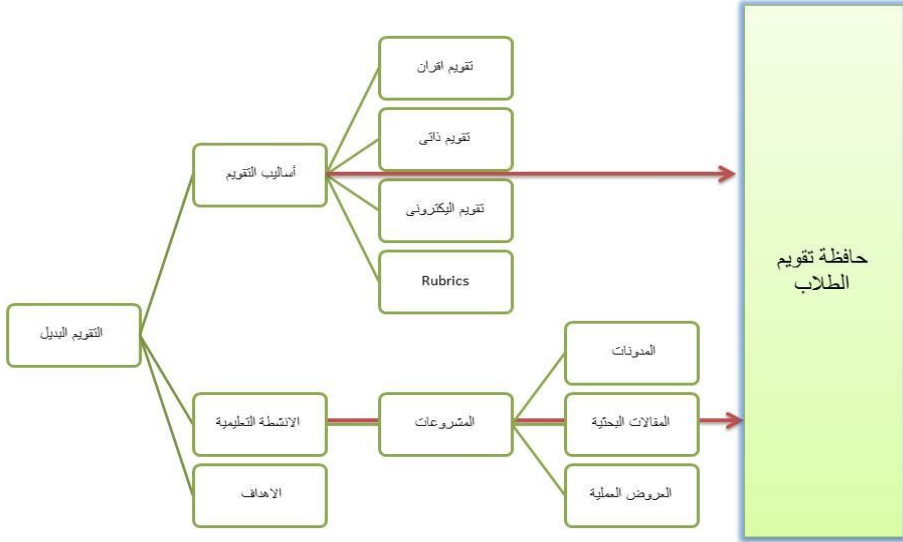 تقويم اقران
تقويم ذاتى
أساليب التقويم
تقويم اليكترونى
Rubrics
حافظة تقويم
الطلاب
التقويم البديل
المدونات
الانشطة التعليمية
المشروعات
المقالات البحثية
الاهداف
العروض العملية